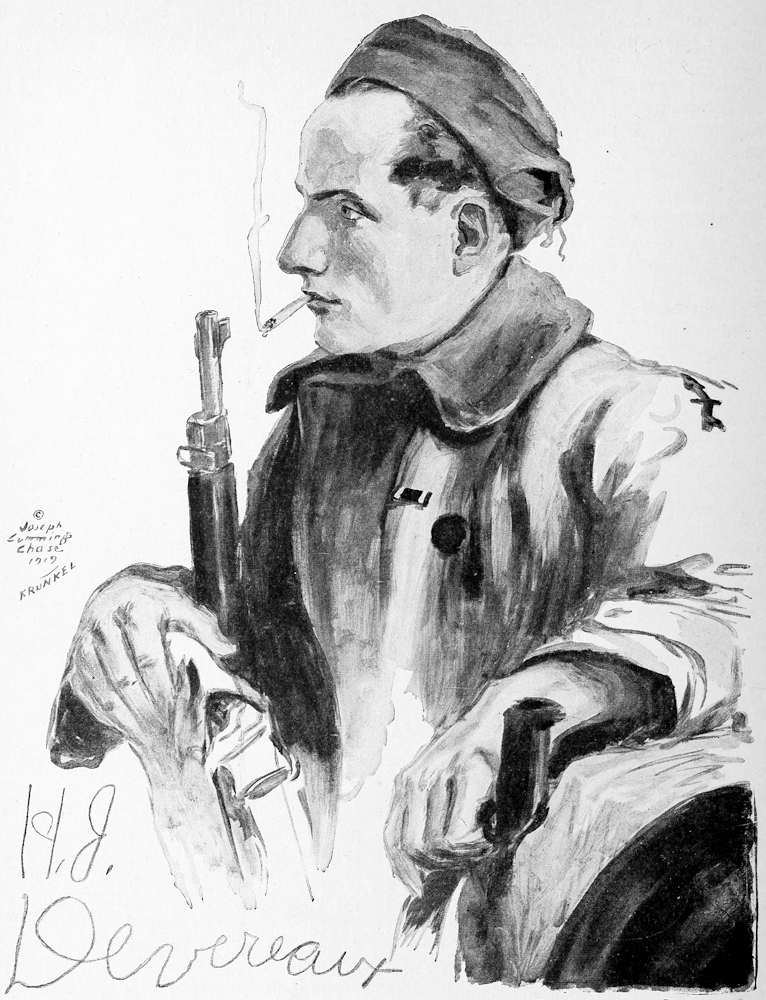 ©
Joseph
Cummings
Chase
1919
KRUNKEL
H. J.
Devereaux